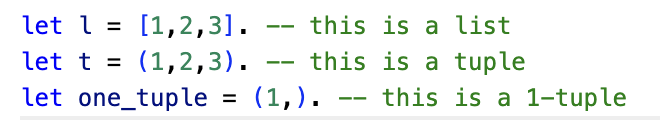 let l = [1,2,3]. -- this is a list
let t = (1,2,3). -- this is a tuple
let one_tuple = (1,). -- this is a 1-tuple